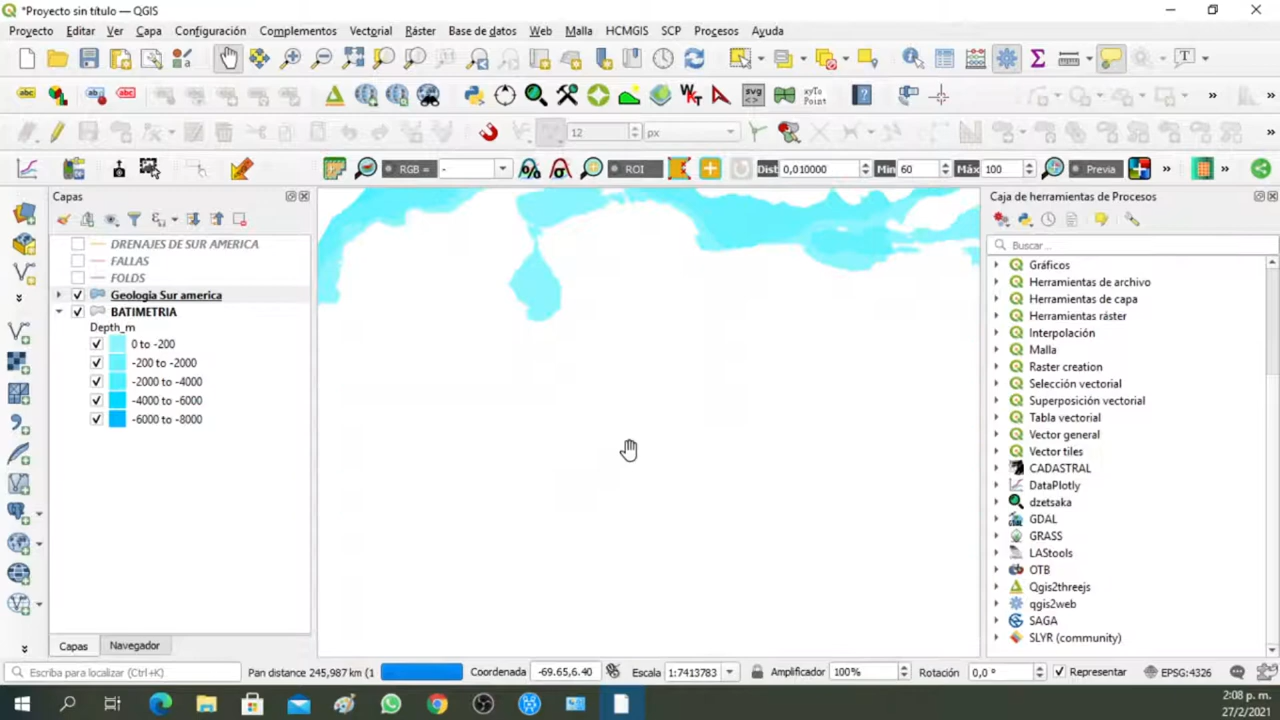 *Proyecto sin título — QGIS
Proyecto Editar Ver Capa Configuración Complementos Vectorial Ráster Base de datos Web Malla HCMGIS SCP Procesos Ayuda
12 px
RGB = - ROI Dist 0,010000 Min 60 Máx 100 Previa
Capas
DRENAJES DE SUR AMERICA
FALLAS
FOLDS
Geologia Sur america
BATIMETRIA
Depth_m
0 to -200
-200 to -2000
-2000 to -4000
-4000 to -6000
-6000 to -8000
Capas Navegador
Caja de herramientas de Procesos
Buscar...
Gráficos
Herramientas de archivo
Herramientas de capa
Herramientas ráster
Interpolación
Malla
Raster creation
Selección vectorial
Superposición vectorial
Tabla vectorial
Vector general
Vector tiles
CADASTRAL
DataPlotly
dzetsaka
GDAL
GRASS
LAStools
OTB
Qgis2threejs
qgis2web
SAGA
SLYR (community)
Escriba para localizar (Ctrl+K) Pan distance 245,987 km (1 Coordenada -69.65,6.40 Escala 1:7413783 Amplificador 100% Rotación 0,0 ° Representar EPSG:4326
2:08 p. m.
27/2/2021